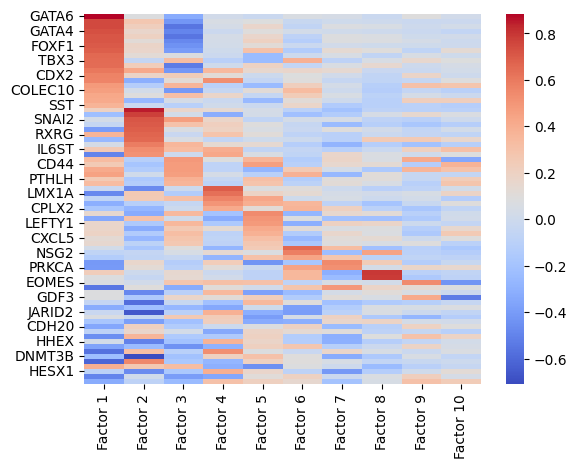 GATA6
GATA4
FOXF1
TBX3
CDX2
COLEC10
SST
SNAI2
RXRG
IL6ST
CD44
PTHLH
LMX1A
CPLX2
LEFTY1
CXCL5
NSG2
PRKCA
EOMES
GDF3
JARID2
CDH20
HHEX
DNMT3B
HESX1
Factor 1
Factor 2
Factor 3
Factor 4
Factor 5
Factor 6
Factor 7
Factor 8
Factor 9
Factor 10
0.8
0.6
0.4
0.2
0.0
−0.2
−0.4
−0.6